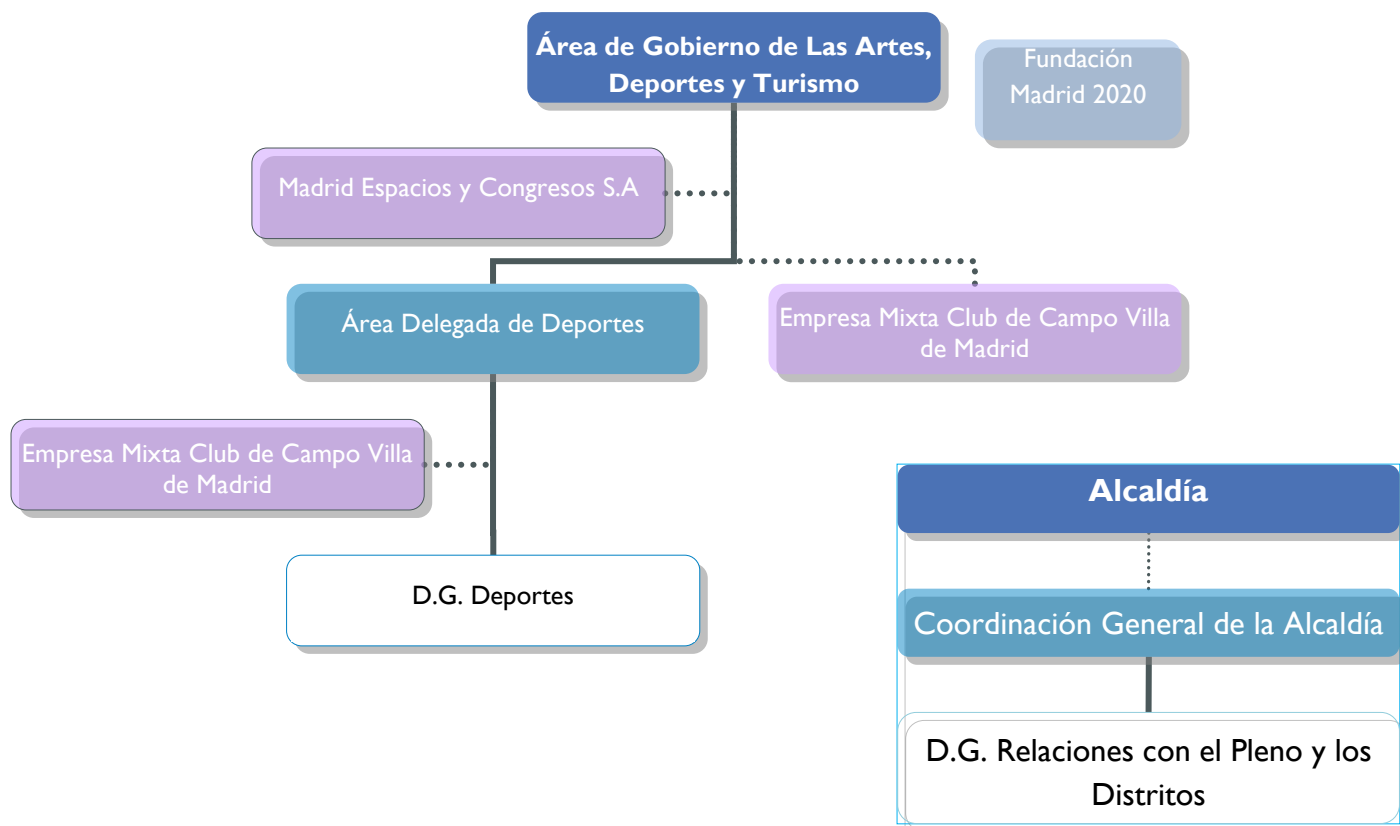 Área de Gobierno de Las Artes,
Deportes y Turismo
Fundación
Madrid 2020
Madrid Espacios y Congresos S.A
Área Delegada de Deportes
Empresa Mixta Club de Campo Villa
de Madrid
Empresa Mixta Club de Campo Villa
de Madrid
D.G. Deportes
Alcaldía
Coordinación General de la Alcaldía
D.G. Relaciones con el Pleno y los
Distritos